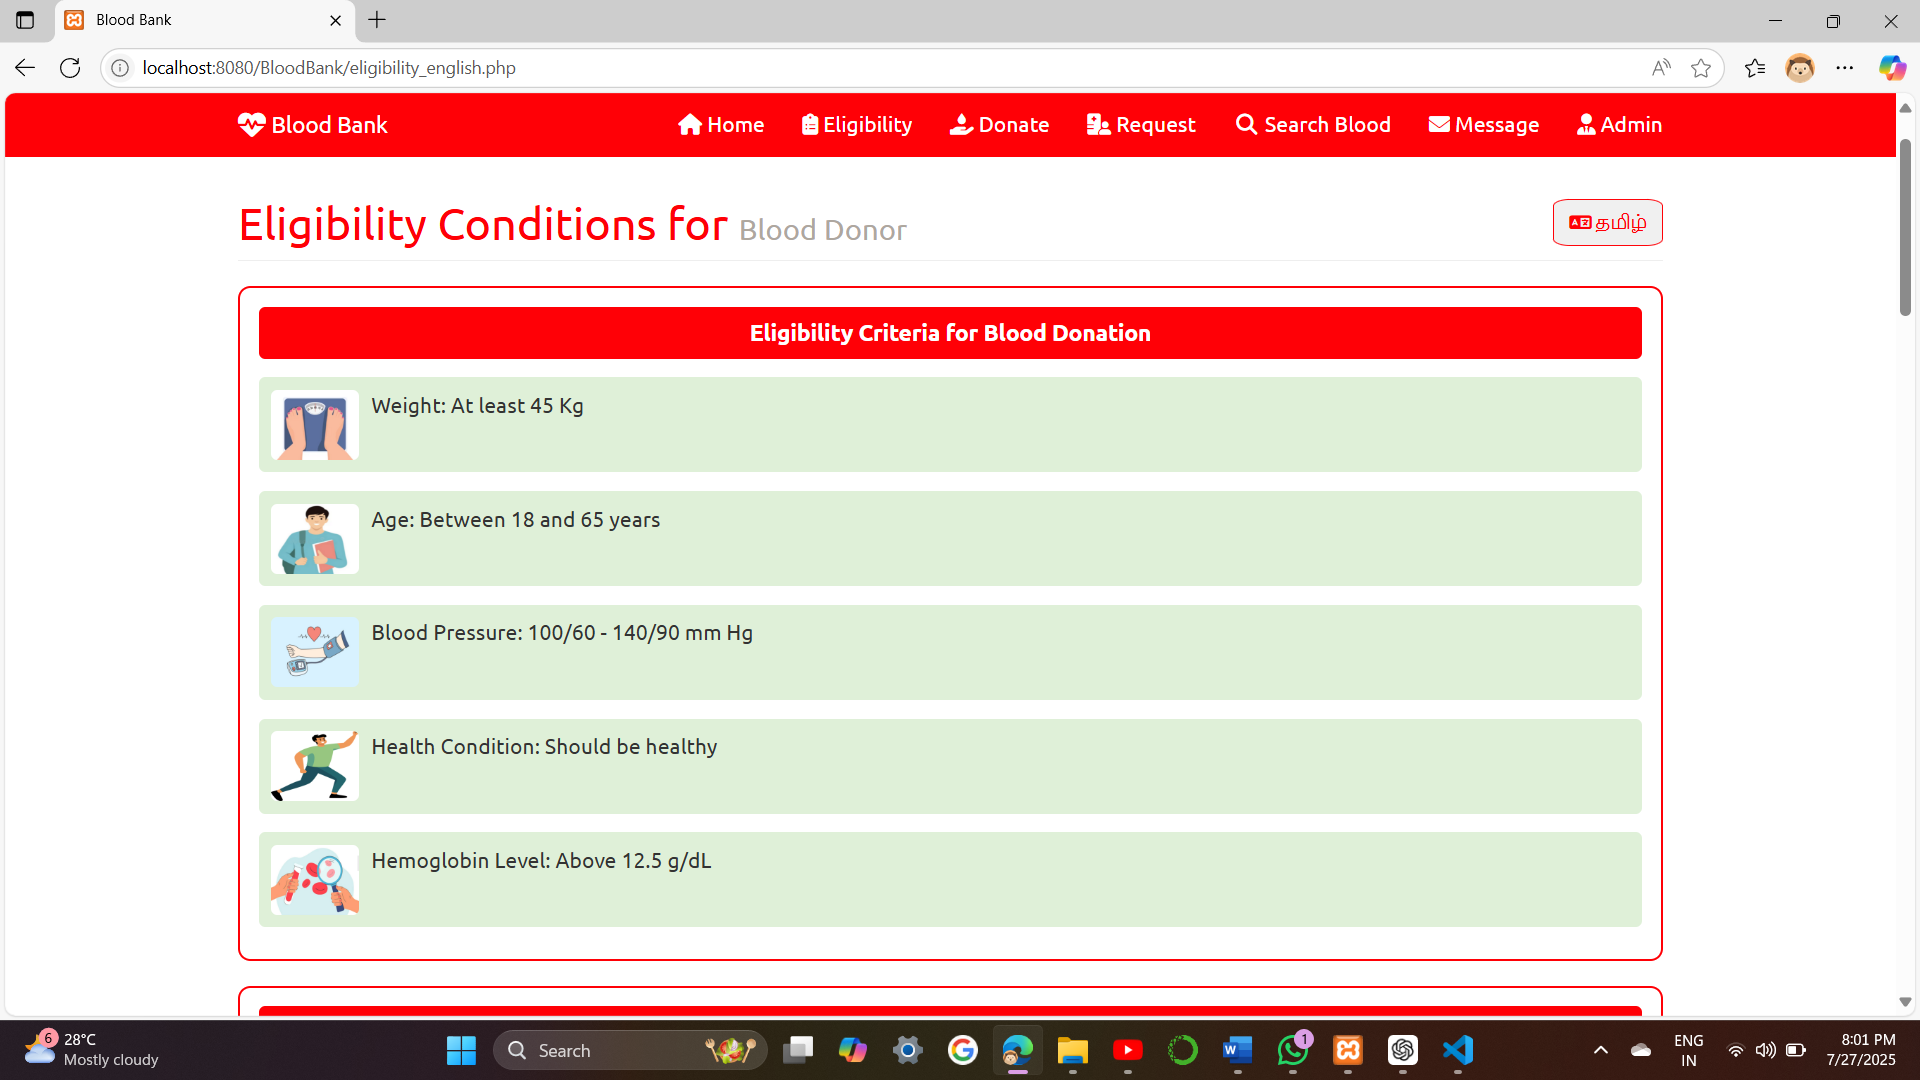 Blood Bank
localhost:8080/BloodBank/eligibility_english.php
Blood Bank
Home
Eligibility
Donate
Request
Search Blood
Message
Admin
Eligibility Conditions for Blood Donor
தமிழ்
Eligibility Criteria for Blood Donation
Weight: At least 45 Kg
Age: Between 18 and 65 years
Blood Pressure: 100/60 - 140/90 mm Hg
Health Condition: Should be healthy
Hemoglobin Level: Above 12.5 g/dL
6
28°C
Mostly cloudy
Search
1
ENG
IN
8:01 PM
7/27/2025